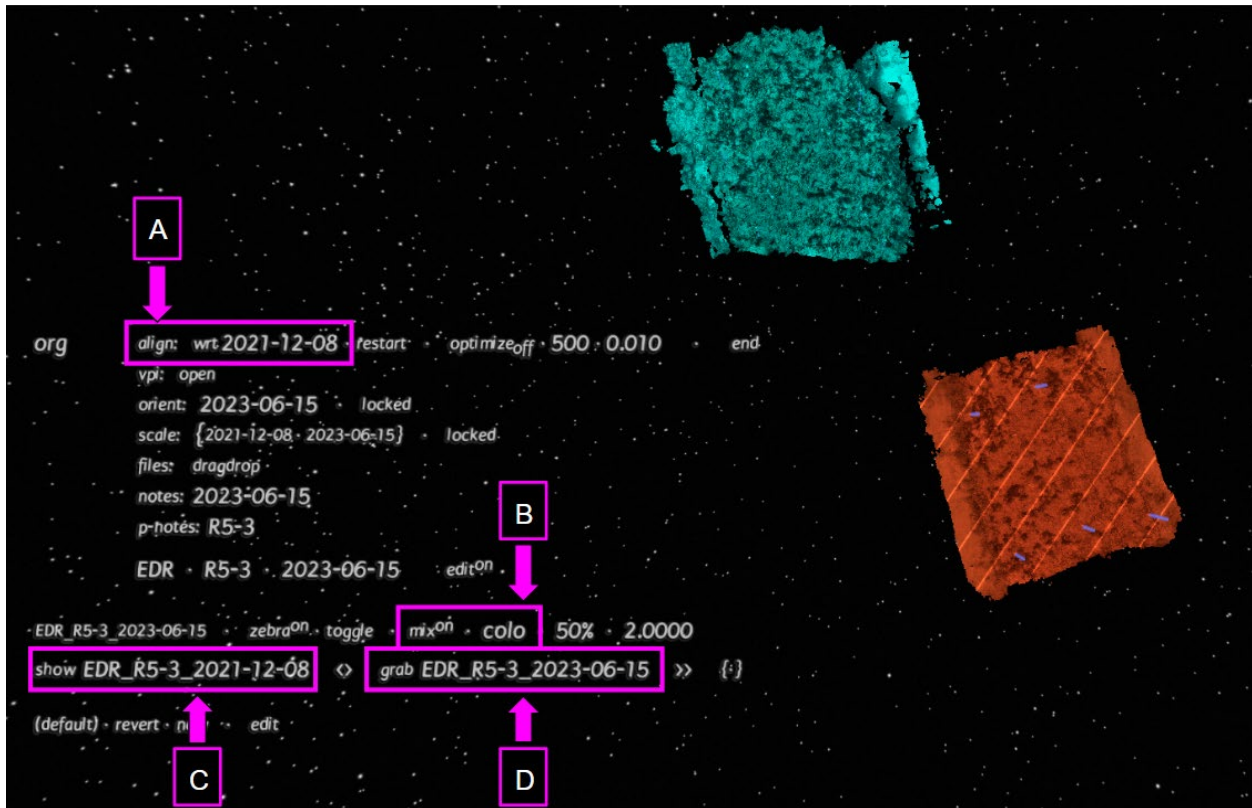 A
org align: wrt 2021-12-08 · restart · optimize off · 500 · 0.010 · end
vpi: open
orient: 2023-06-15 · locked
scale: {2021-12-08 · 2023-06-15} · locked
files: dragdrop
notes: 2023-06-15
p-notes: R5-3
B
EDR · R5-3 · 2023-06-15 edit on
EDR_R5-3_2023-06-15 · zebra on · toggle · mix on · colo · 50% · 2.0000
show EDR_R5-3_2021-12-08 <> grab EDR_R5-3_2023-06-15 >> {:}
(default) · revert · edit
C
D